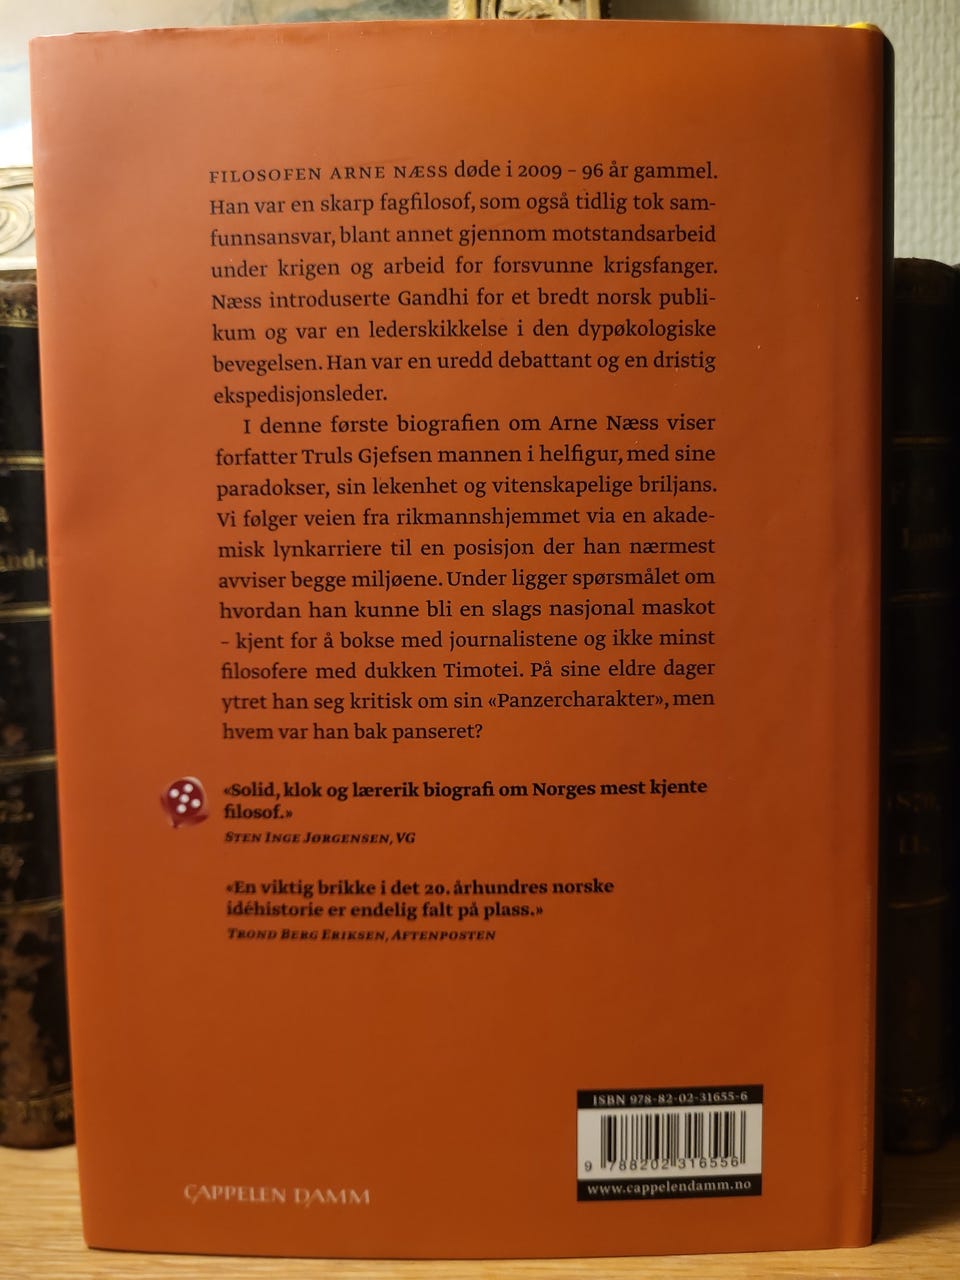 FILOSOFEN ARNE NÆSS døde i 2009 – 96 år gammel.
Han var en skarp fagfilosof, som også tidlig tok sam-
funnsansvar, blant annet gjennom motstandsarbeid
under krigen og arbeid for forsvunne krigsfanger.
Næss introduserte Gandhi for et bredt norsk publi-
kum og var en lederskikkelse i den dypøkologiske
bevegelsen. Han var en uredd debattant og en dristig
ekspedisjonsleder.
I denne første biografien om Arne Næss viser
forfatter Truls Gjefsen mannen i helfigur, med sine
paradokser, sin lekenhet og vitenskapelige briljans.
Vi følger veien fra rikmannshjemmet via en akade-
misk lynkarriere til en posisjon der han nærmest
avviser begge miljøene. Under ligger spørsmålet om
hvordan han kunne bli en slags nasjonal maskot
– kjent for å bokse med journalistene og ikke minst
filosofere med dukken Timotei. På sine eldre dager
ytret han seg kritisk om sin «Panzercharakter», men
hvem var han bak panseret?
«Solid, klok og lærerik biografi om Norges mest kjente
filosof.»
STEN INGE JØRGENSEN, VG
«En viktig brikke i det 20. århundres norske
idéhistorie er endelig falt på plass.»
TROND BERG ERIKSEN, AFTENPOSTEN
ISBN 978-82-02-31655-6
9 788202 316556
www.cappelendamm.no
CAPPELEN DAMM